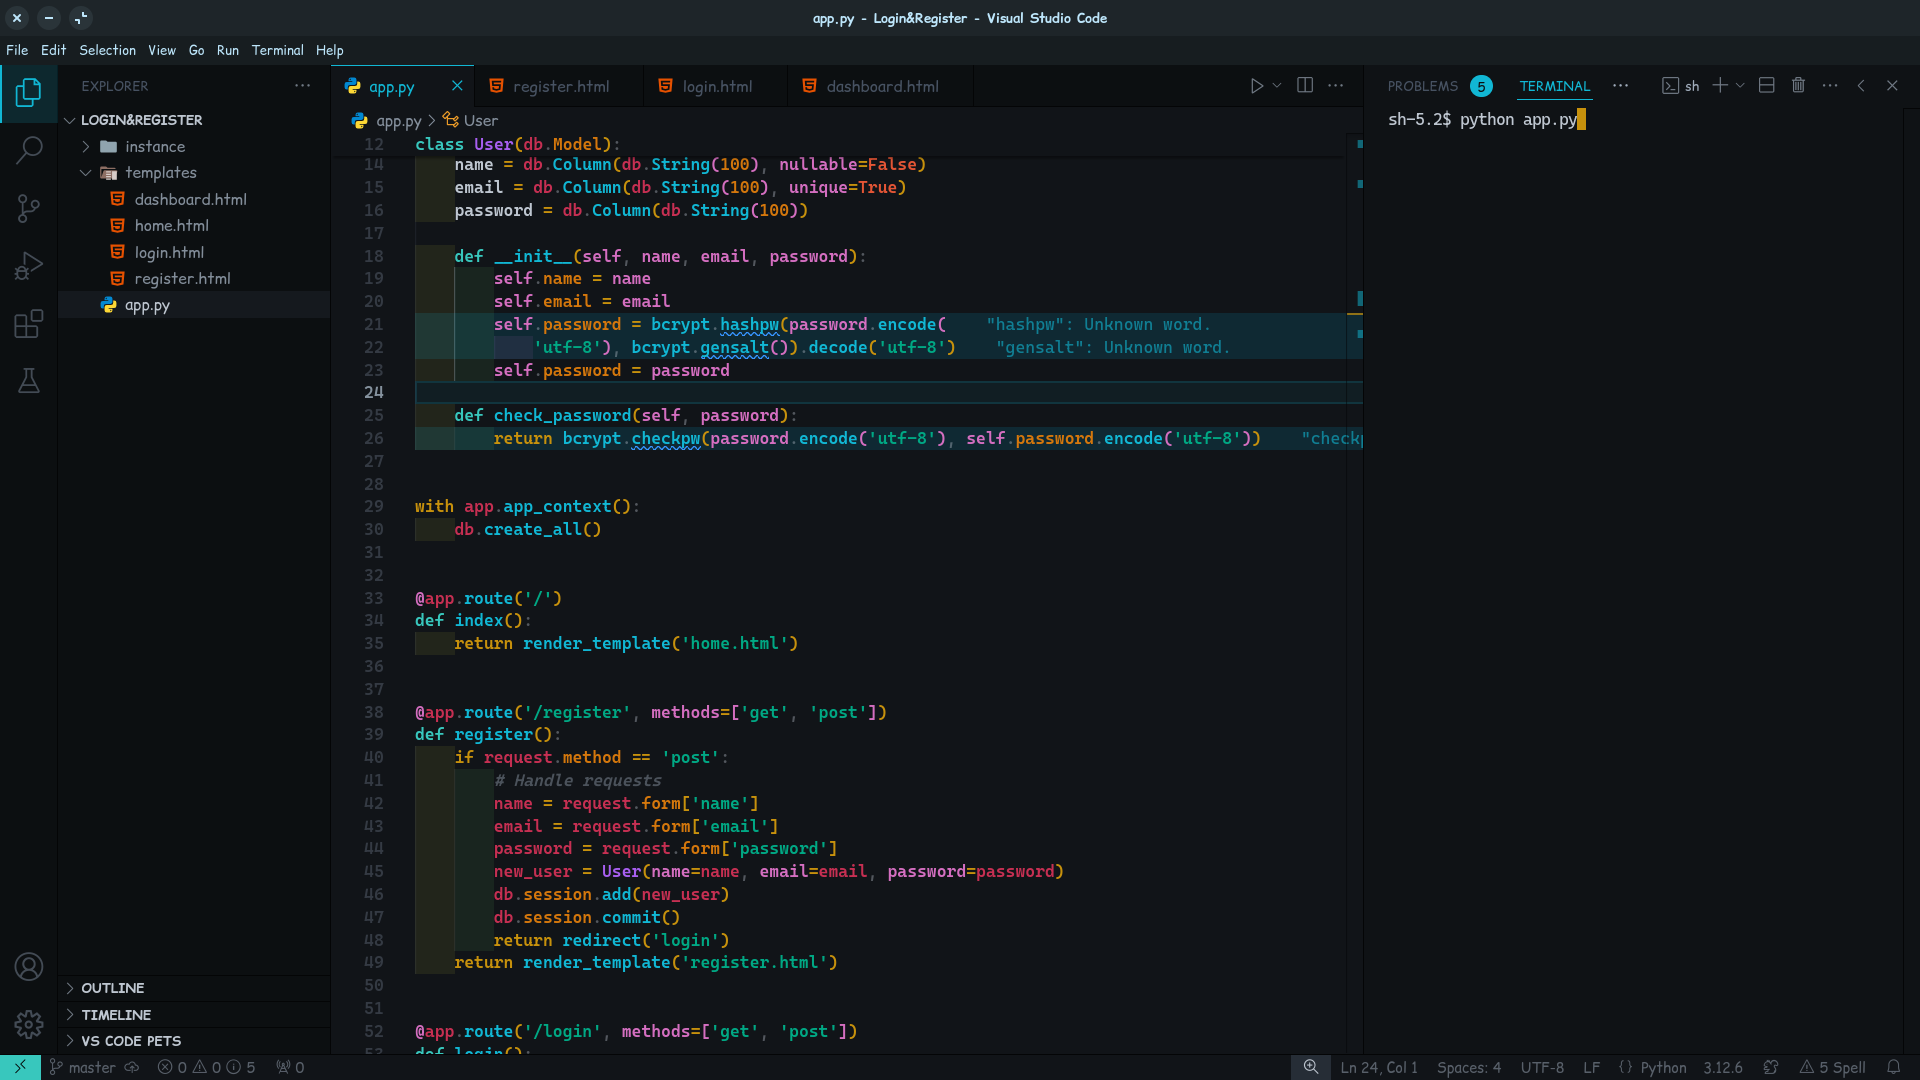 app.py - Login&Register - Visual Studio Code
File Edit Selection View Go Run Terminal Help
EXPLORER
LOGIN&REGISTER
instance
templates
dashboard.html
home.html
login.html
register.html
app.py
OUTLINE
TIMELINE
VS CODE PETS
app.py register.html login.html dashboard.html
app.py > User
12 class User(db.Model):
14 name = db.Column(db.String(100), nullable=False)
15 email = db.Column(db.String(100), unique=True)
16 password = db.Column(db.String(100))
17
18 def __init__(self, name, email, password):
19 self.name = name
20 self.email = email
21 self.password = bcrypt.hashpw(password.encode( "hashpw": Unknown word.
22 'utf-8'), bcrypt.gensalt()).decode('utf-8') "gensalt": Unknown word.
23 self.password = password
24
25 def check_password(self, password):
26 return bcrypt.checkpw(password.encode('utf-8'), self.password.encode('utf-8')) "checkp
27
28
29 with app.app_context():
30 db.create_all()
31
32
33 @app.route('/')
34 def index():
35 return render_template('home.html')
36
37
38 @app.route('/register', methods=['get', 'post'])
39 def register():
40 if request.method == 'post':
41 # Handle requests
42 name = request.form['name']
43 email = request.form['email']
44 password = request.form['password']
45 new_user = User(name=name, email=email, password=password)
46 db.session.add(new_user)
47 db.session.commit()
48 return redirect('login')
49 return render_template('register.html')
50
51
52 @app.route('/login', methods=['get', 'post'])
53 def login():
PROBLEMS 5 TERMINAL sh
sh-5.2$ python app.py
master 0 0 5 0 Ln 24, Col 1 Spaces: 4 UTF-8 LF {} Python 3.12.6 5 Spell